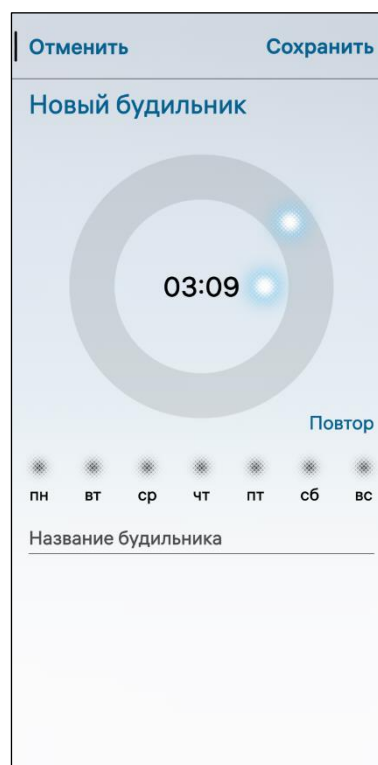 Отменить Сохранить
Новый будильник
03:09
Повтор
пн вт ср чт пт сб вс
Название будильника